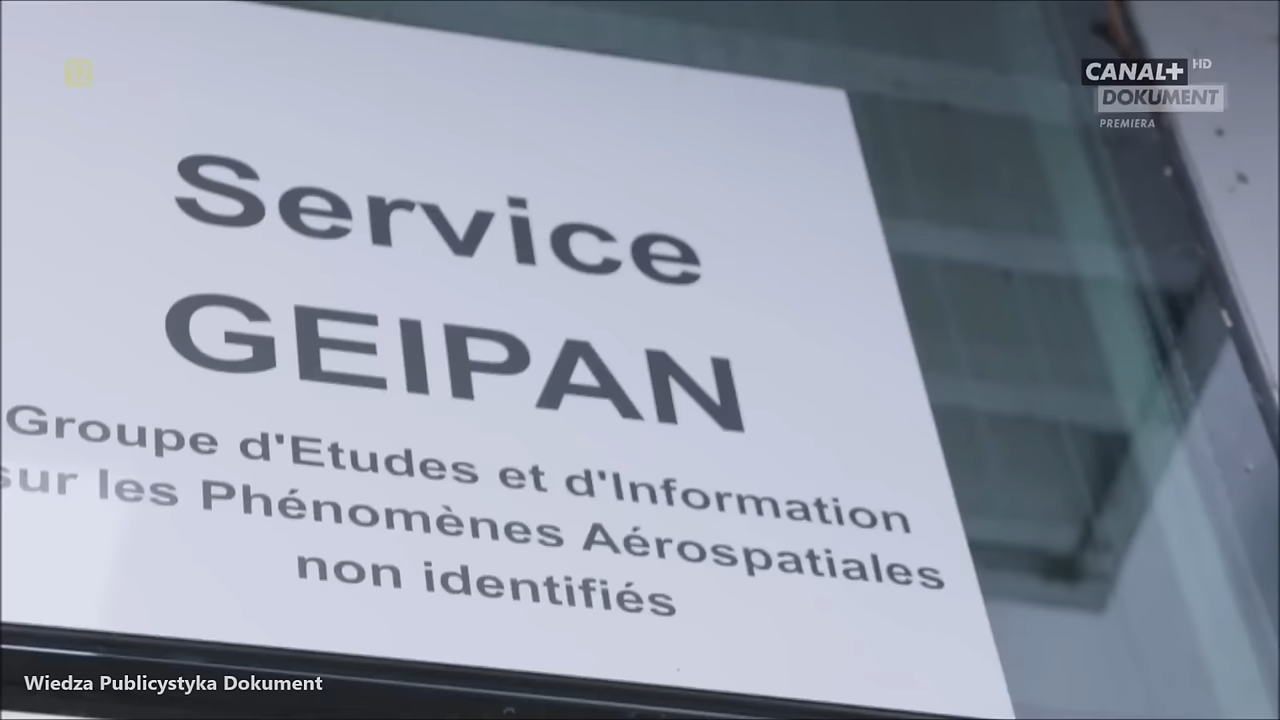 12
CANAL+ HD
DOKUMENT
PREMIERA
Service
GEIPAN
Groupe d'Etudes et d'Information
sur les Phénomènes Aérospatiales
non identifiés
Wiedza Publicystyka Dokument